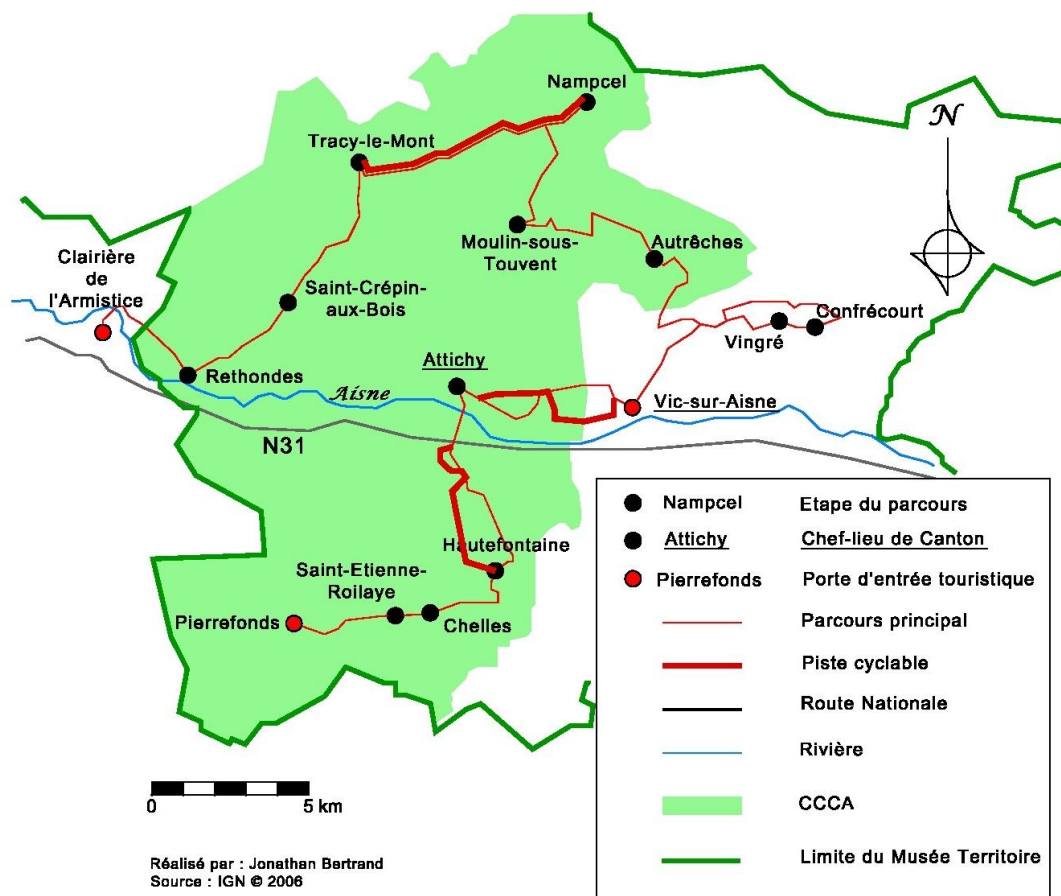 Nampcel
N
Tracy-le-Mont
Moulin-sous-
Touvent
Autrêches
Clairière
de
l'Armistice
Saint-Crépin-
aux-Bois
Confrécourt
Vingré
Attichy
Rethondes
Aisne
Vic-sur-Aisne
N31
Hautefontaine
Saint-Etienne-
Roilaye
Pierrefonds
Chelles
Nampcel Etape du parcours
Attichy Chef-lieu de Canton
Pierrefonds Porte d'entrée touristique
Parcours principal
Piste cyclable
Route Nationale
Rivière
CCCA
Limite du Musée Territoire
0 5 km
Réalisé par : Jonathan Bertrand
Source : IGN © 2006